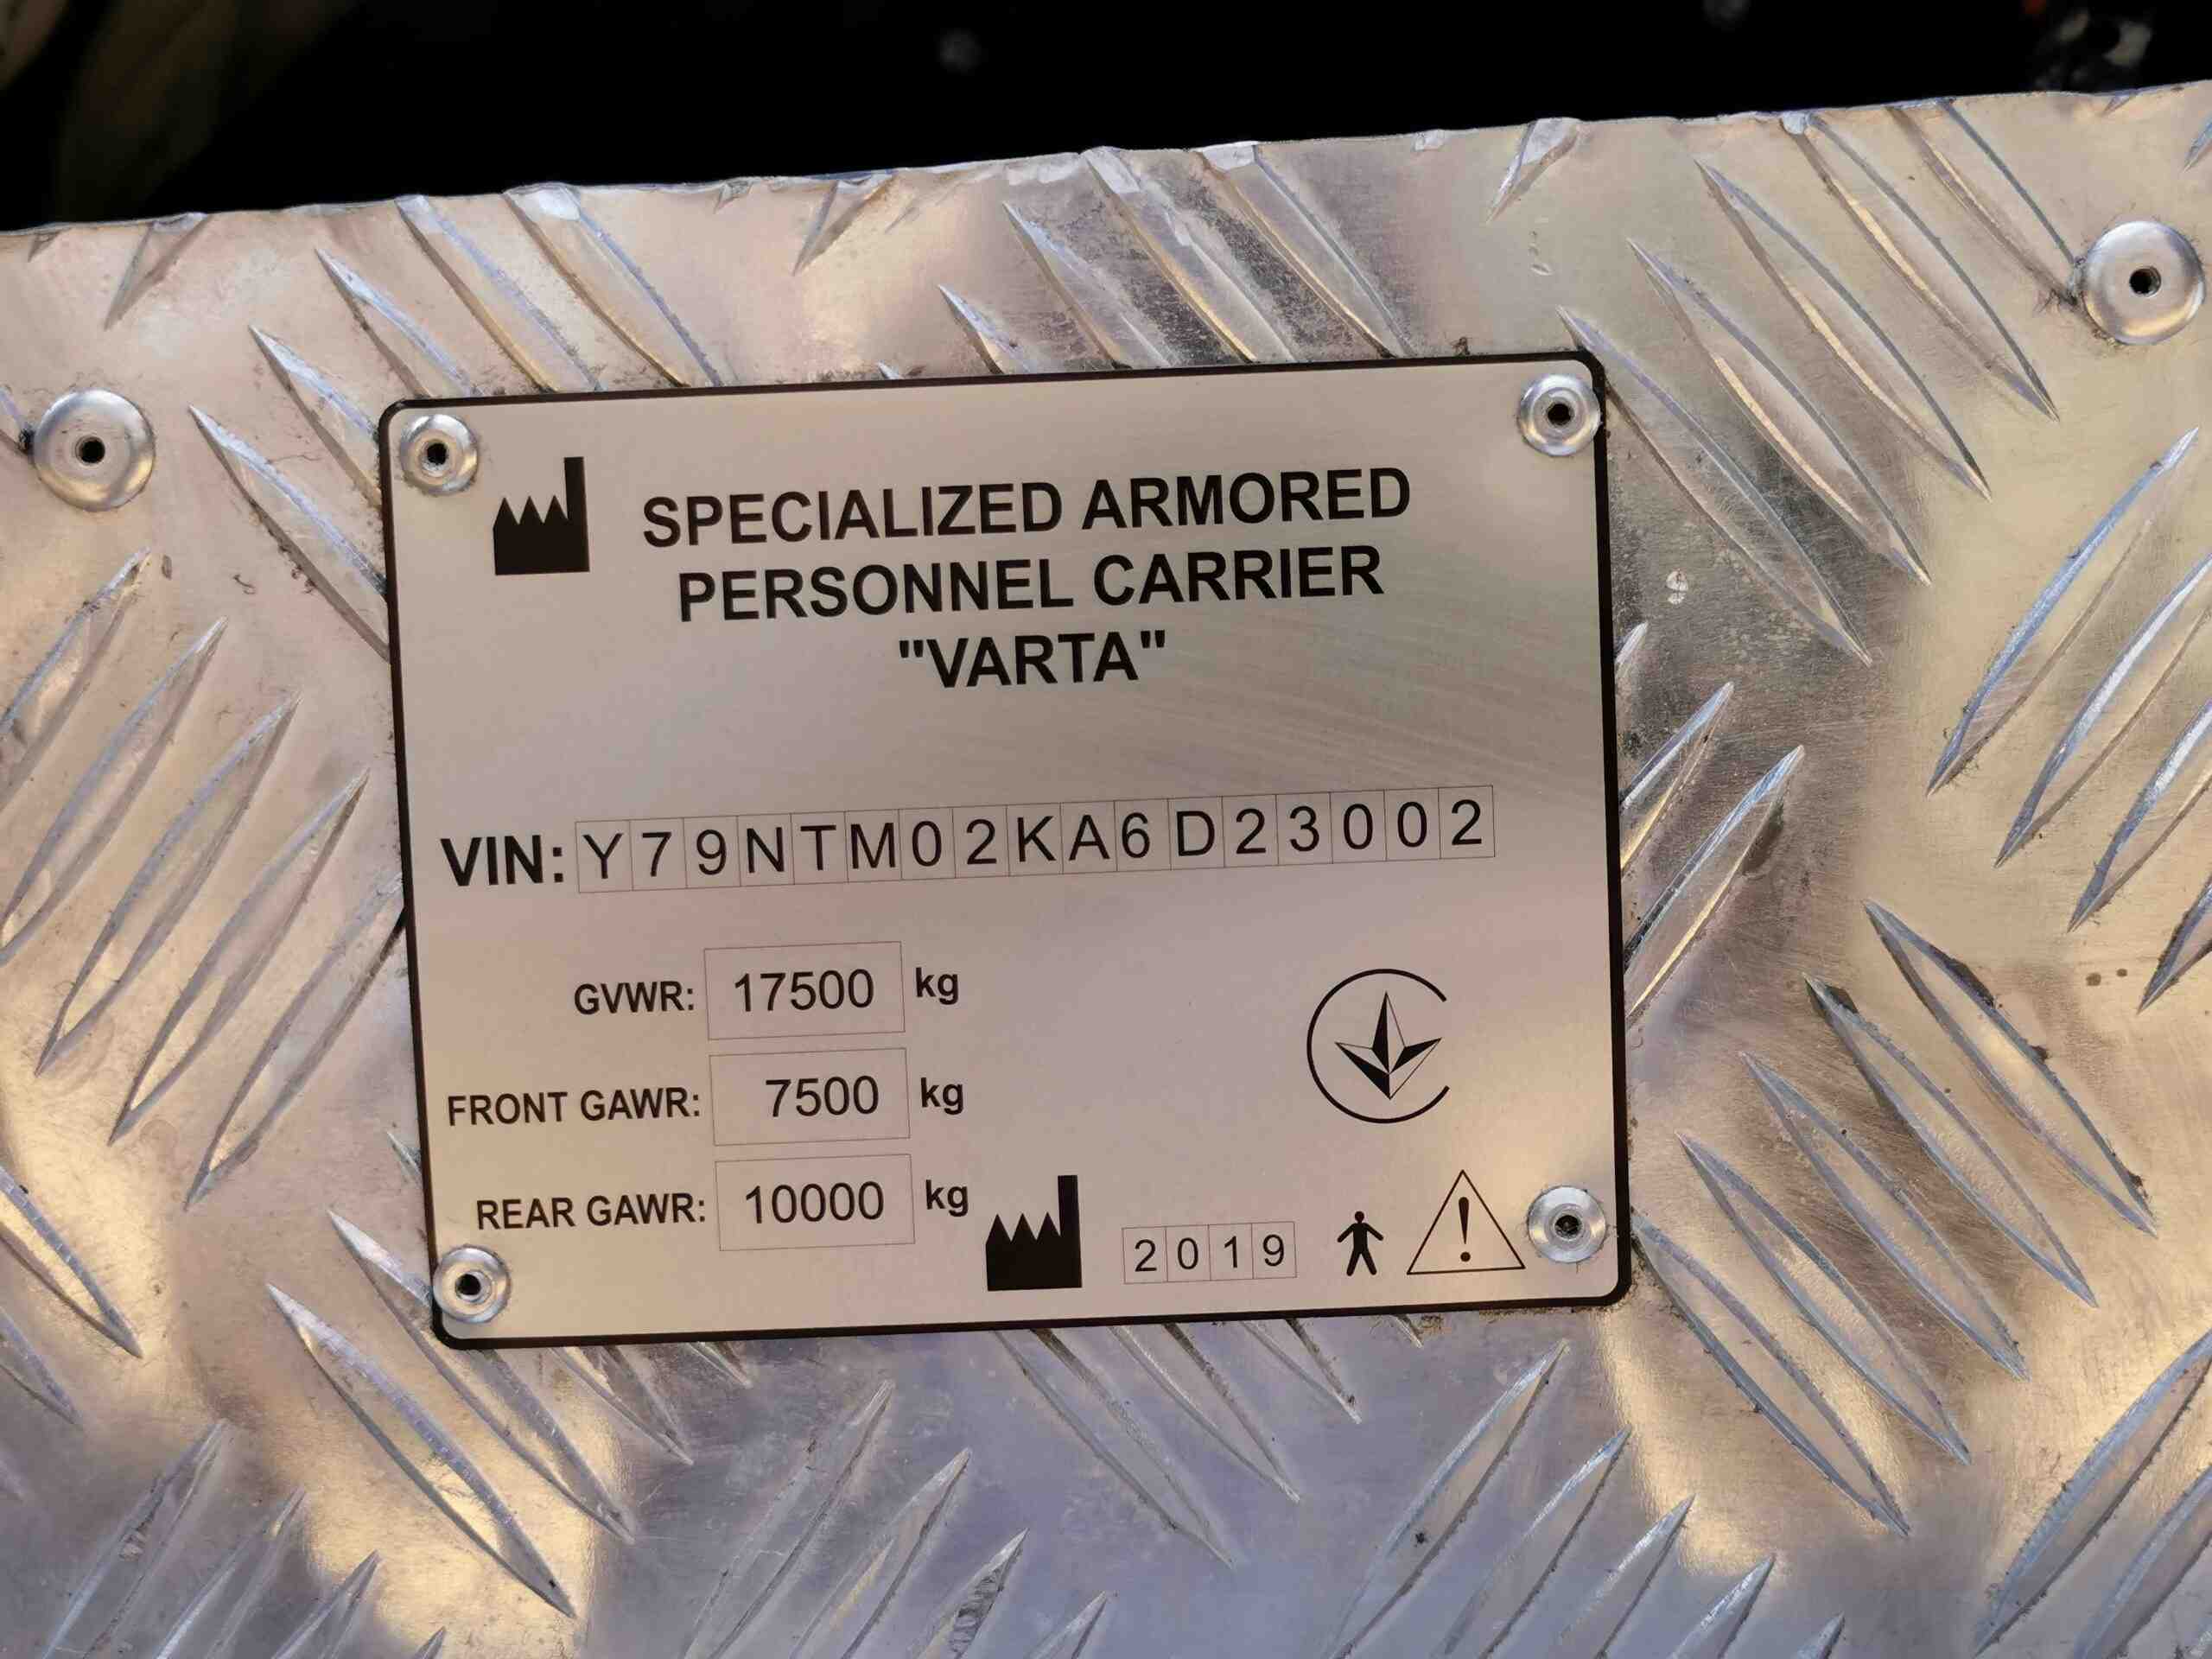 SPECIALIZED ARMORED
PERSONNEL CARRIER
"VARTA"
VIN: Y79NTM02KA6D23002
GVWR: 17500 kg
FRONT GAWR: 7500 kg
REAR GAWR: 10000 kg
2019